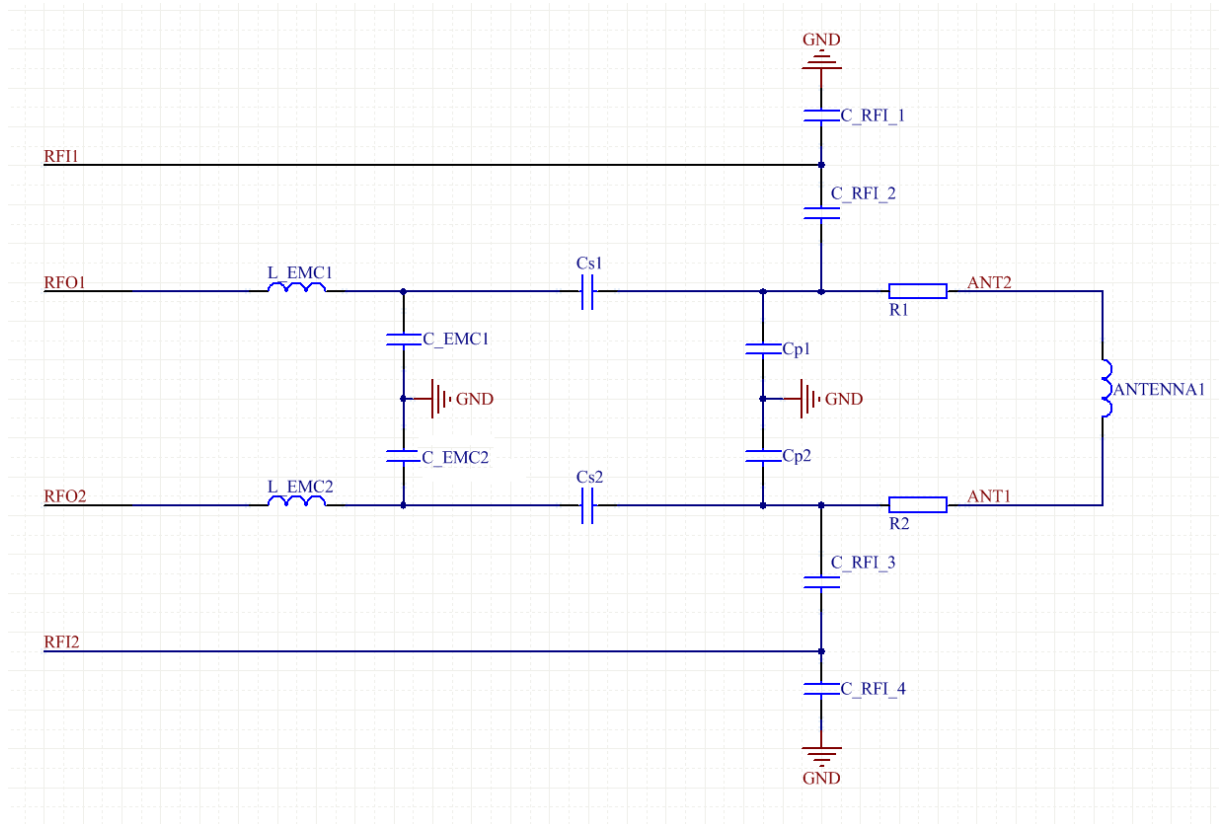 GND
C_RFI_1
RFI1
C_RFI_2
Cs1
L_EMC1
RFO1
ANT2
R1
C_EMC1
Cp1
ANTENNA1
GND
GND
C_EMC2
Cp2
Cs2
L_EMC2
RFO2
ANT1
R2
C_RFI_3
RFI2
C_RFI_4
GND